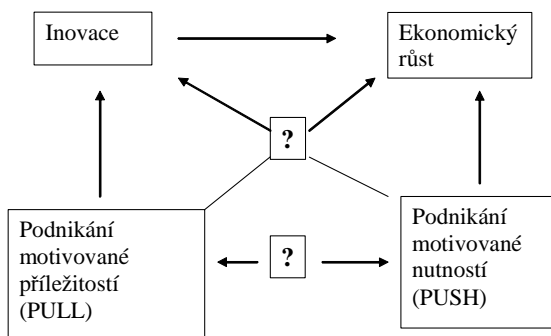 Inovace
Ekonomický
růst
?
Podnikání
motivované
příležitostí
(PULL)
?
Podnikání
motivované
nutností
(PUSH)